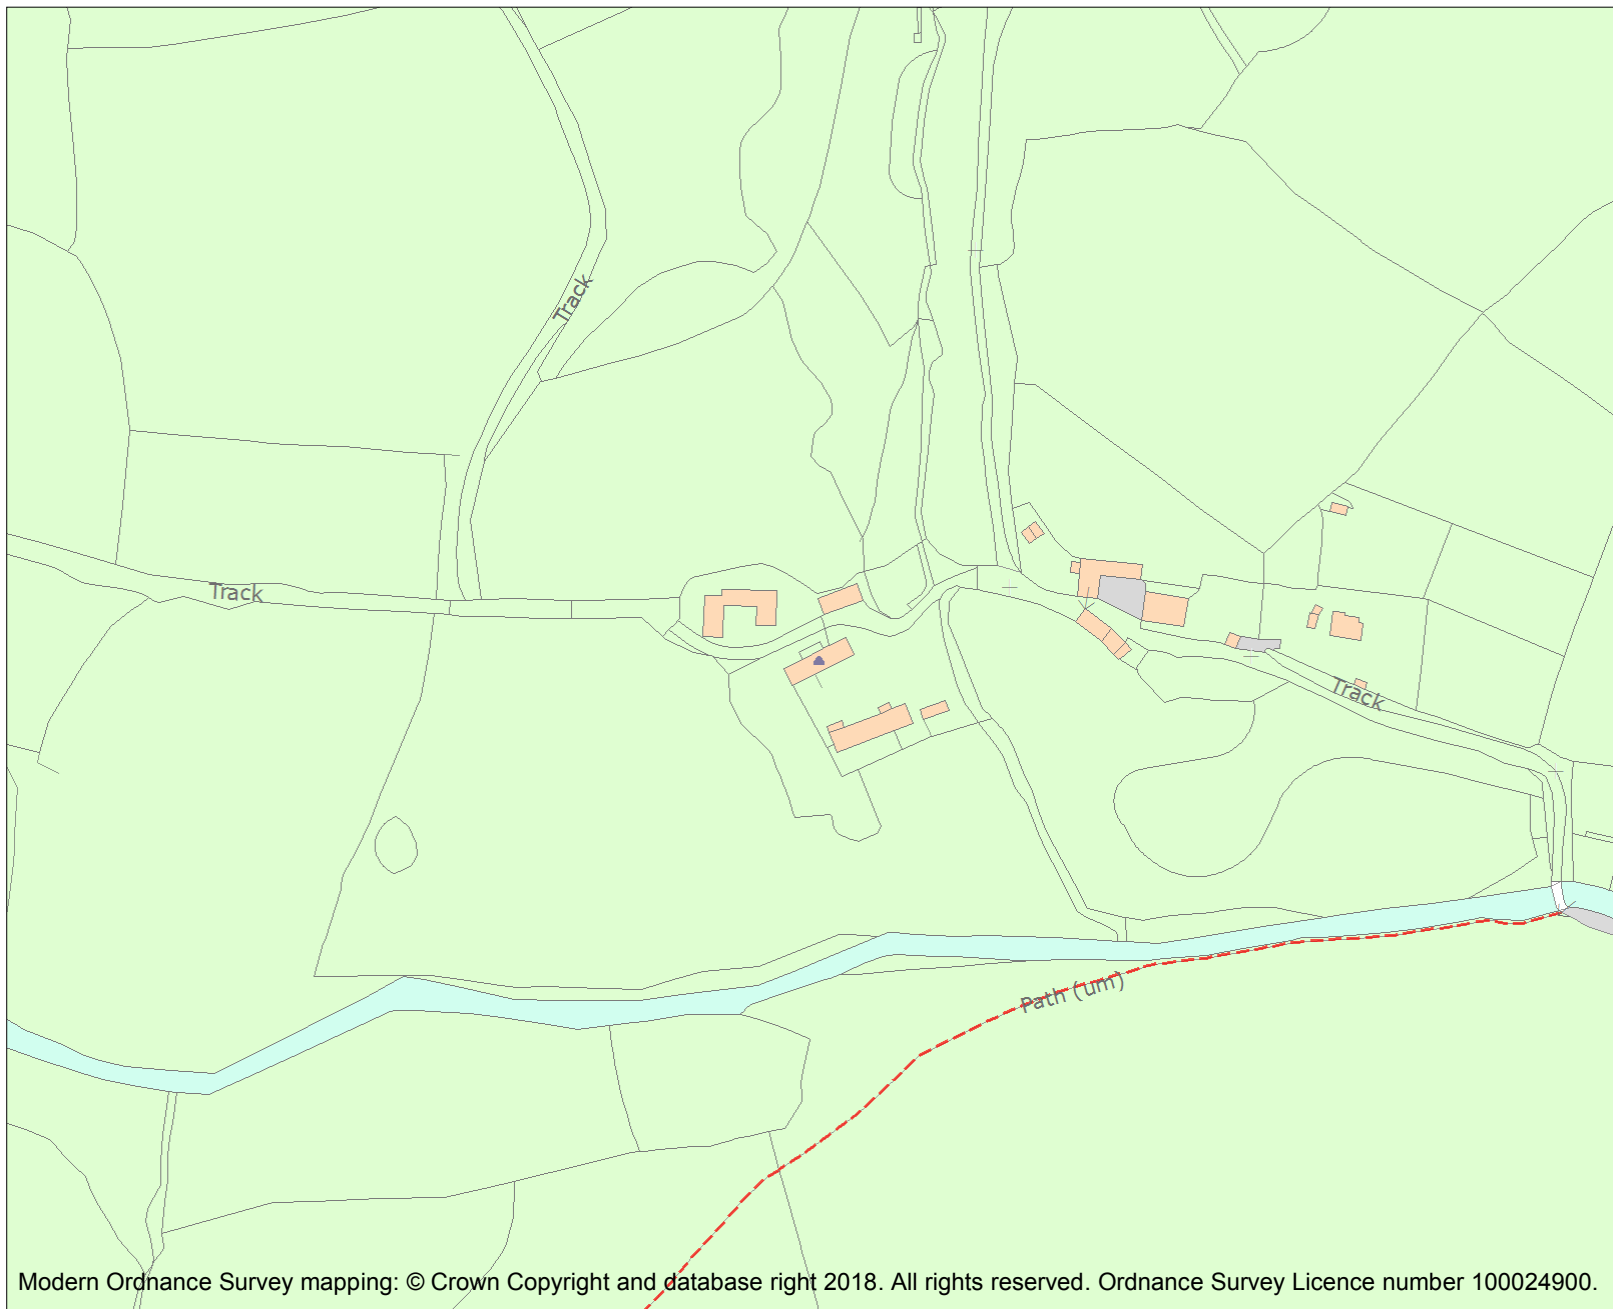 Track
Track
Track
Path (um)
Modern Ordnance Survey mapping: © Crown Copyright and database right 2018. All rights reserved. Ordnance Survey Licence number 100024900.